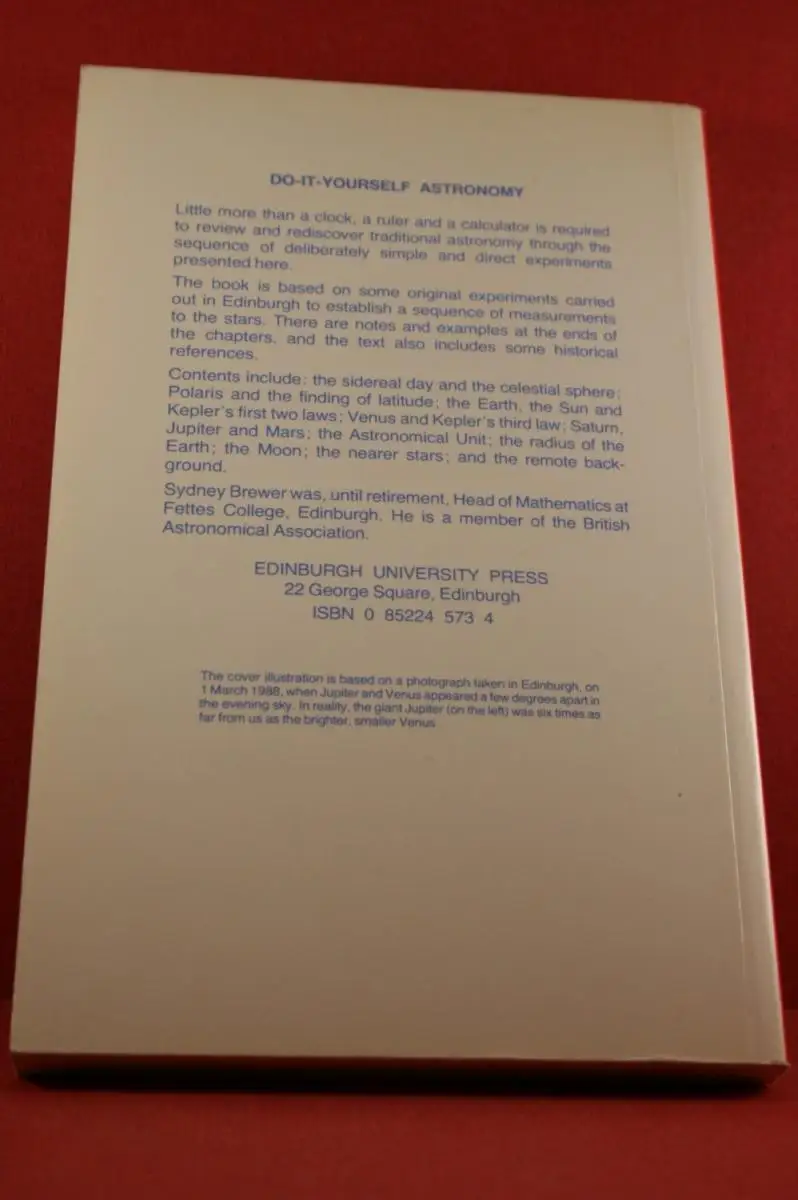 DO-IT-YOURSELF ASTRONOMY
Little more than a clock, a ruler and a calculator is required
to review and rediscover traditional astronomy through the
sequence of deliberately simple and direct experiments
presented here.
The book is based on some original experiments carried
out in Edinburgh to establish a sequence of measurements
to the stars. There are notes and examples at the ends of
the chapters, and the text also includes some historical
references.
Contents include: the sidereal day and the celestial sphere;
Polaris and the finding of latitude; the Earth, the Sun and
Kepler's first two laws; Venus and Kepler's third law; Saturn,
Jupiter and Mars; the Astronomical Unit; the radius of the
Earth; the Moon; the nearer stars; and the remote back-
ground.
Sydney Brewer was, until retirement, Head of Mathematics at
Fettes College, Edinburgh. He is a member of the British
Astronomical Association.
EDINBURGH UNIVERSITY PRESS
22 George Square, Edinburgh
ISBN 0 85224 573 4
The cover illustration is based on a photograph taken in Edinburgh, on
1 March 1988, when Jupiter and Venus appeared a few degrees apart in
the evening sky. In reality, the giant Jupiter (on the left) was six times as
far from us as the brighter, smaller Venus